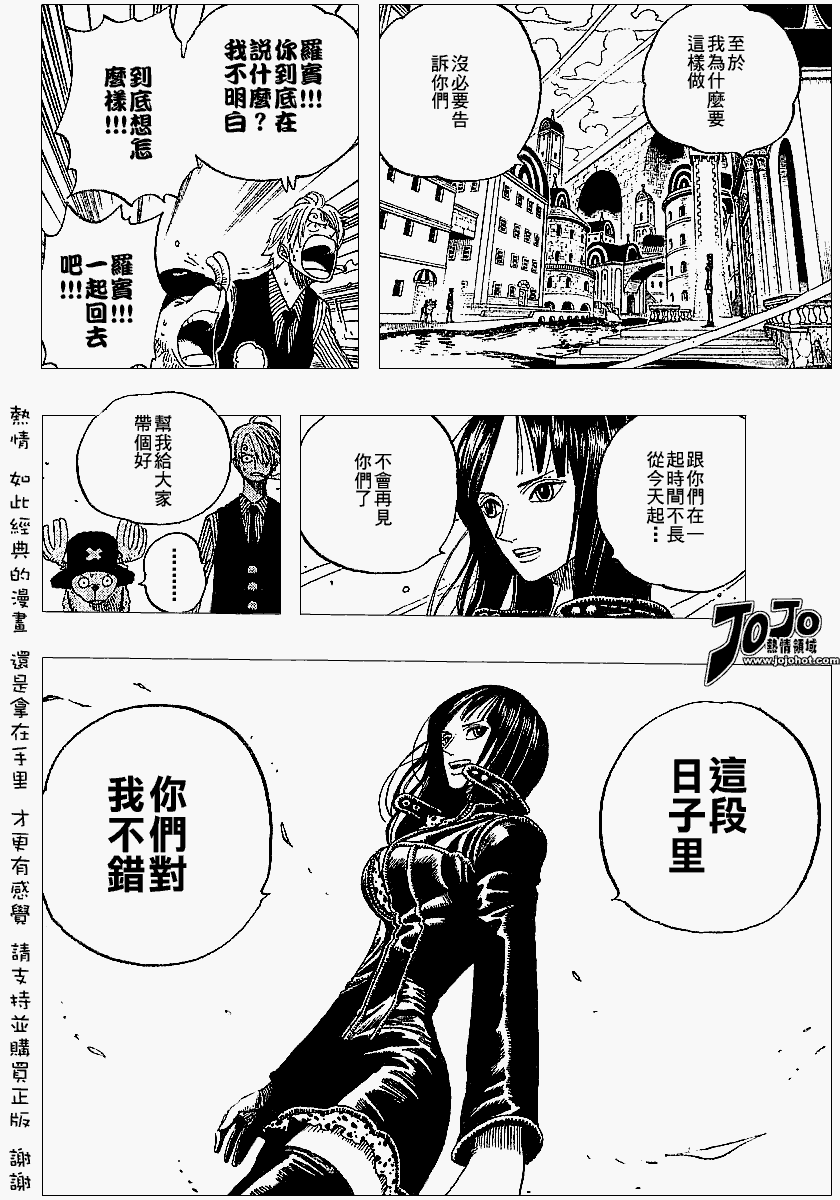 至於
我為什麼要
這樣做
沒必要告
訴你們
羅賓!!!
你到底在
說什麼?
我不明白
到底想怎
麼樣!!!
羅賓!!!
一起回去
吧!!!
跟你們在一
起時間不長
從今天起…
不會再見
你們了
幫我給大家
帶個好
………
這段
日子里
你們對
我不錯
JOJO
熱情領域
www.jojohot.com
熱情 如此經典的漫畫 還是拿在手里 才更有感覺 請支持並購買正版 謝謝